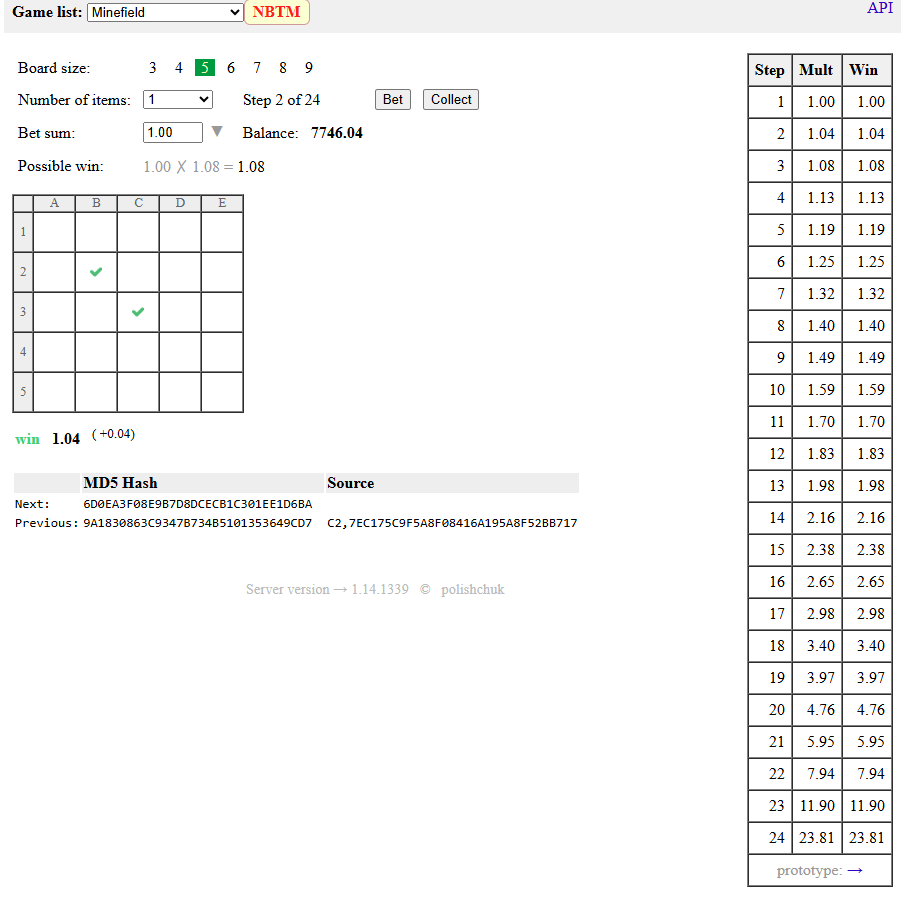 Game list: Minefield NBTM API
Board size: 3 4 5 6 7 8 9
Number of items: 1 Step 2 of 24 Bet Collect
Bet sum: 1.00 ▼ Balance: 7746.04
Possible win: 1.00 X 1.08 = 1.08
A B C D E
1
2
3
4
5
win 1.04 ( +0.04)
MD5 Hash Source
Next: 6D0EA3F08E9B7D8DCECB1C301EE1D6BA
Previous: 9A1830863C9347B734B5101353649CD7 C2,7EC175C9F5A8F08416A195A8F52BB717
Server version → 1.14.1339 © polishchuk
Step Mult Win
1 1.00 1.00
2 1.04 1.04
3 1.08 1.08
4 1.13 1.13
5 1.19 1.19
6 1.25 1.25
7 1.32 1.32
8 1.40 1.40
9 1.49 1.49
10 1.59 1.59
11 1.70 1.70
12 1.83 1.83
13 1.98 1.98
14 2.16 2.16
15 2.38 2.38
16 2.65 2.65
17 2.98 2.98
18 3.40 3.40
19 3.97 3.97
20 4.76 4.76
21 5.95 5.95
22 7.94 7.94
23 11.90 11.90
24 23.81 23.81
prototype: →